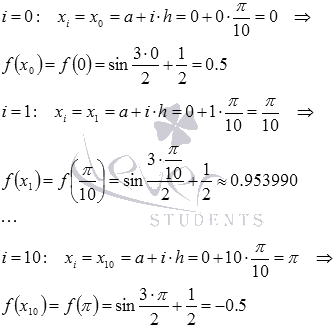 i = 0: x_i = x_0 = a + i·h = 0 + 0·π/10 = 0 ⇒
f(x_0) = f(0) = sin 3·0/2 + 1/2 = 0.5
i = 1: x_i = x_1 = a + i·h = 0 + 1·π/10 = π/10 ⇒
f(x_1) = f(π/10) = sin (3·π/10)/2 + 1/2 ≈ 0.953990
...
i = 10: x_i = x_10 = a + i·h = 0 + 10·π/10 = π ⇒
f(x_10) = f(π) = sin 3·π/2 + 1/2 = −0.5
STUDENTS